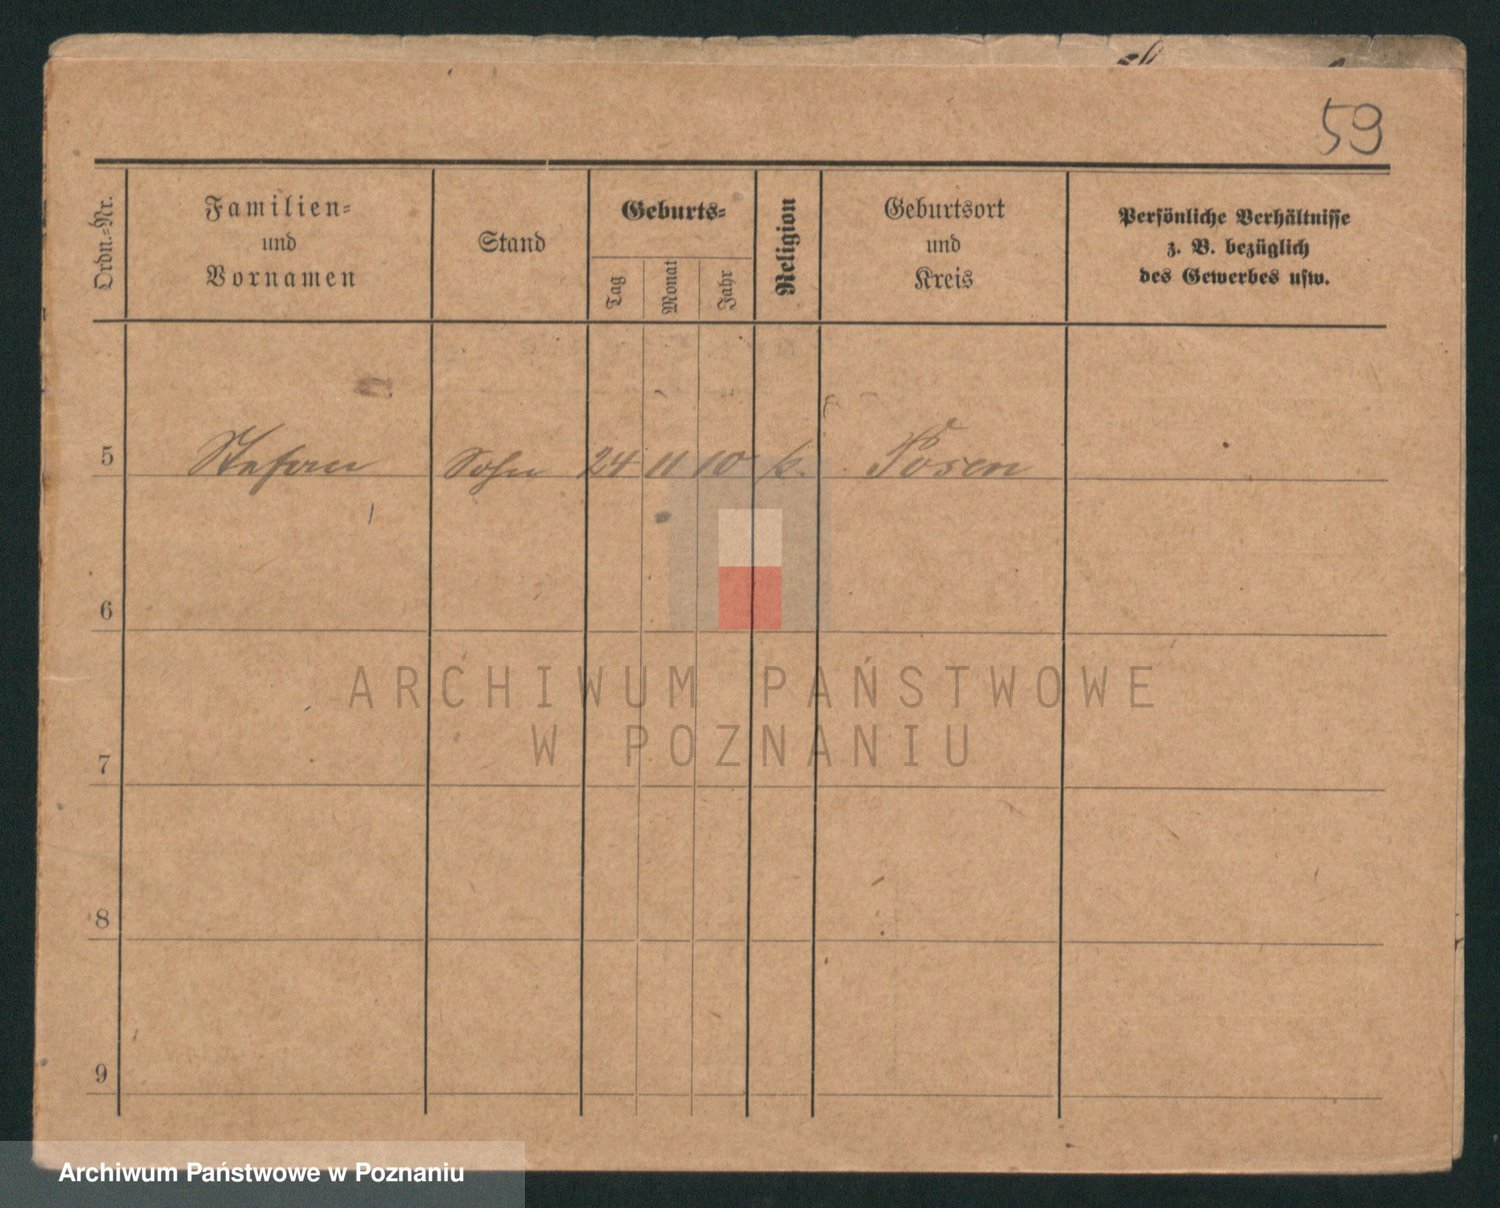 59
Ordn.=Nr.
Familien=
und
Vornamen
Stand
Geburts=
Tag
Monat
Jahr
Religion
Geburtsort
und
Kreis
Persönliche Verhältnisse
z. B. bezüglich
des Gewerbes usw.
5 Stefan Sohn 24 11 10 k. Posen
6
7
8
9
ARCHIWUM PAŃSTWOWE
W POZNANIU
Archiwum Państwowe w Poznaniu